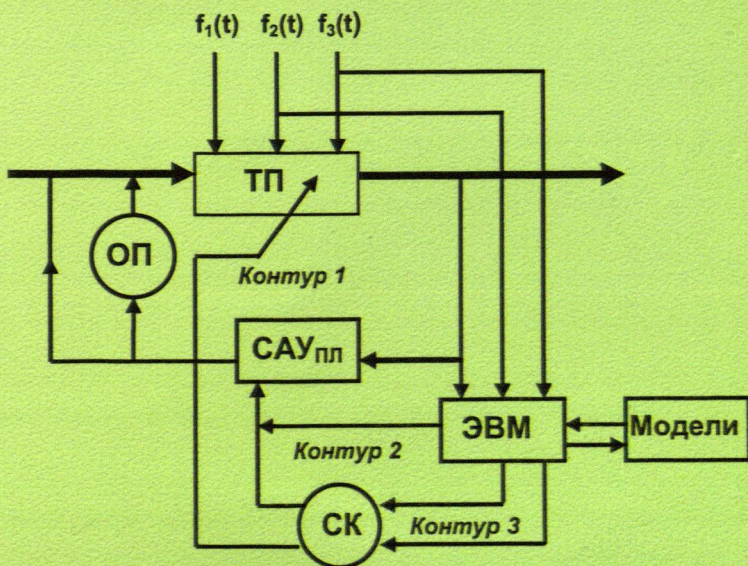 f₁(t) f₂(t) f₃(t)
ТП
ОП
Контур 1
САУпл
ЭВМ
Модели
Контур 2
СК
Контур 3